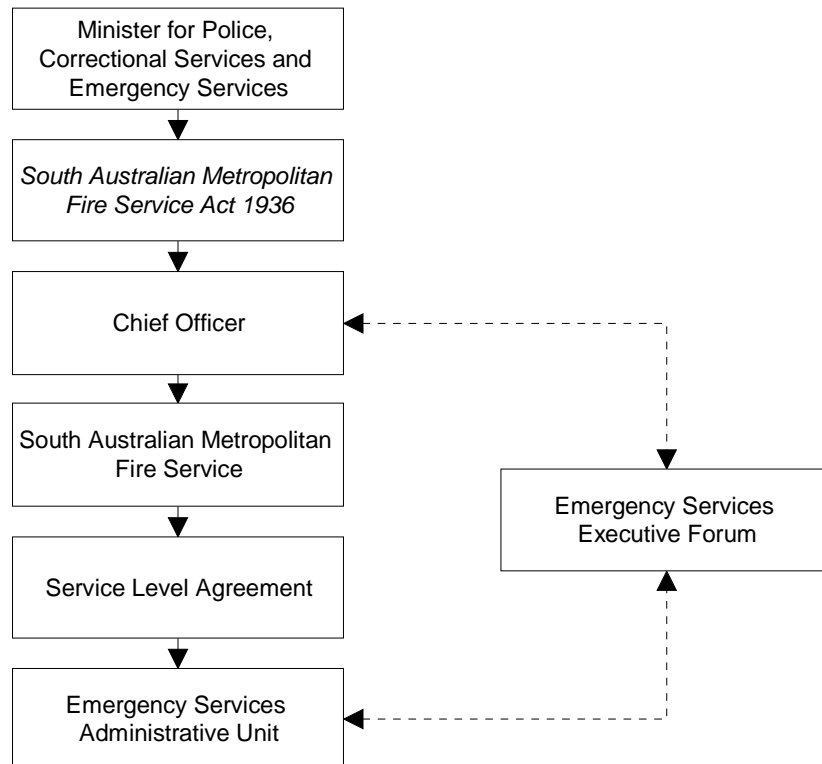 Minister for Police,
Correctional Services and
Emergency Services
South Australian Metropolitan
Fire Service Act 1936
Chief Officer
South Australian Metropolitan
Fire Service
Emergency Services
Executive Forum
Service Level Agreement
Emergency Services
Administrative Unit